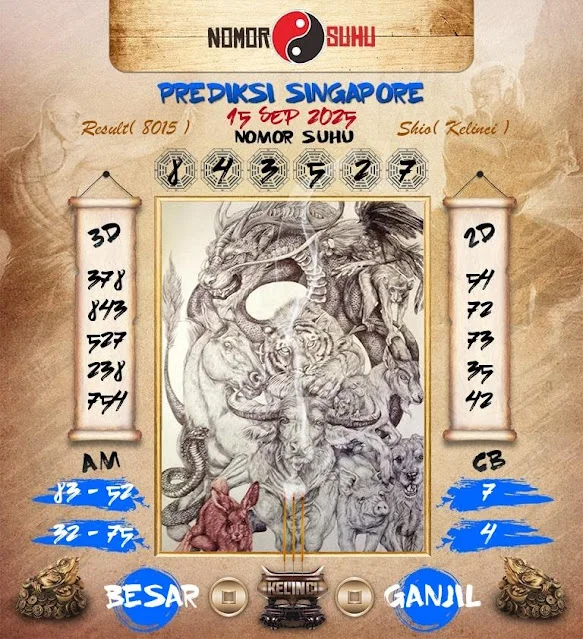 NOMOR SUHU
PREDIKSI SINGAPORE
15 SEP 2025
Result( 8015 )
NOMOR SUHU
Shio( Kelinci )
8 4 3 5 2 7
3D
378
843
527
238
754
2D
54
72
73
35
42
AM
83 - 52
32 - 75
CB
7
4
BESAR
KELINCI
GANJIL